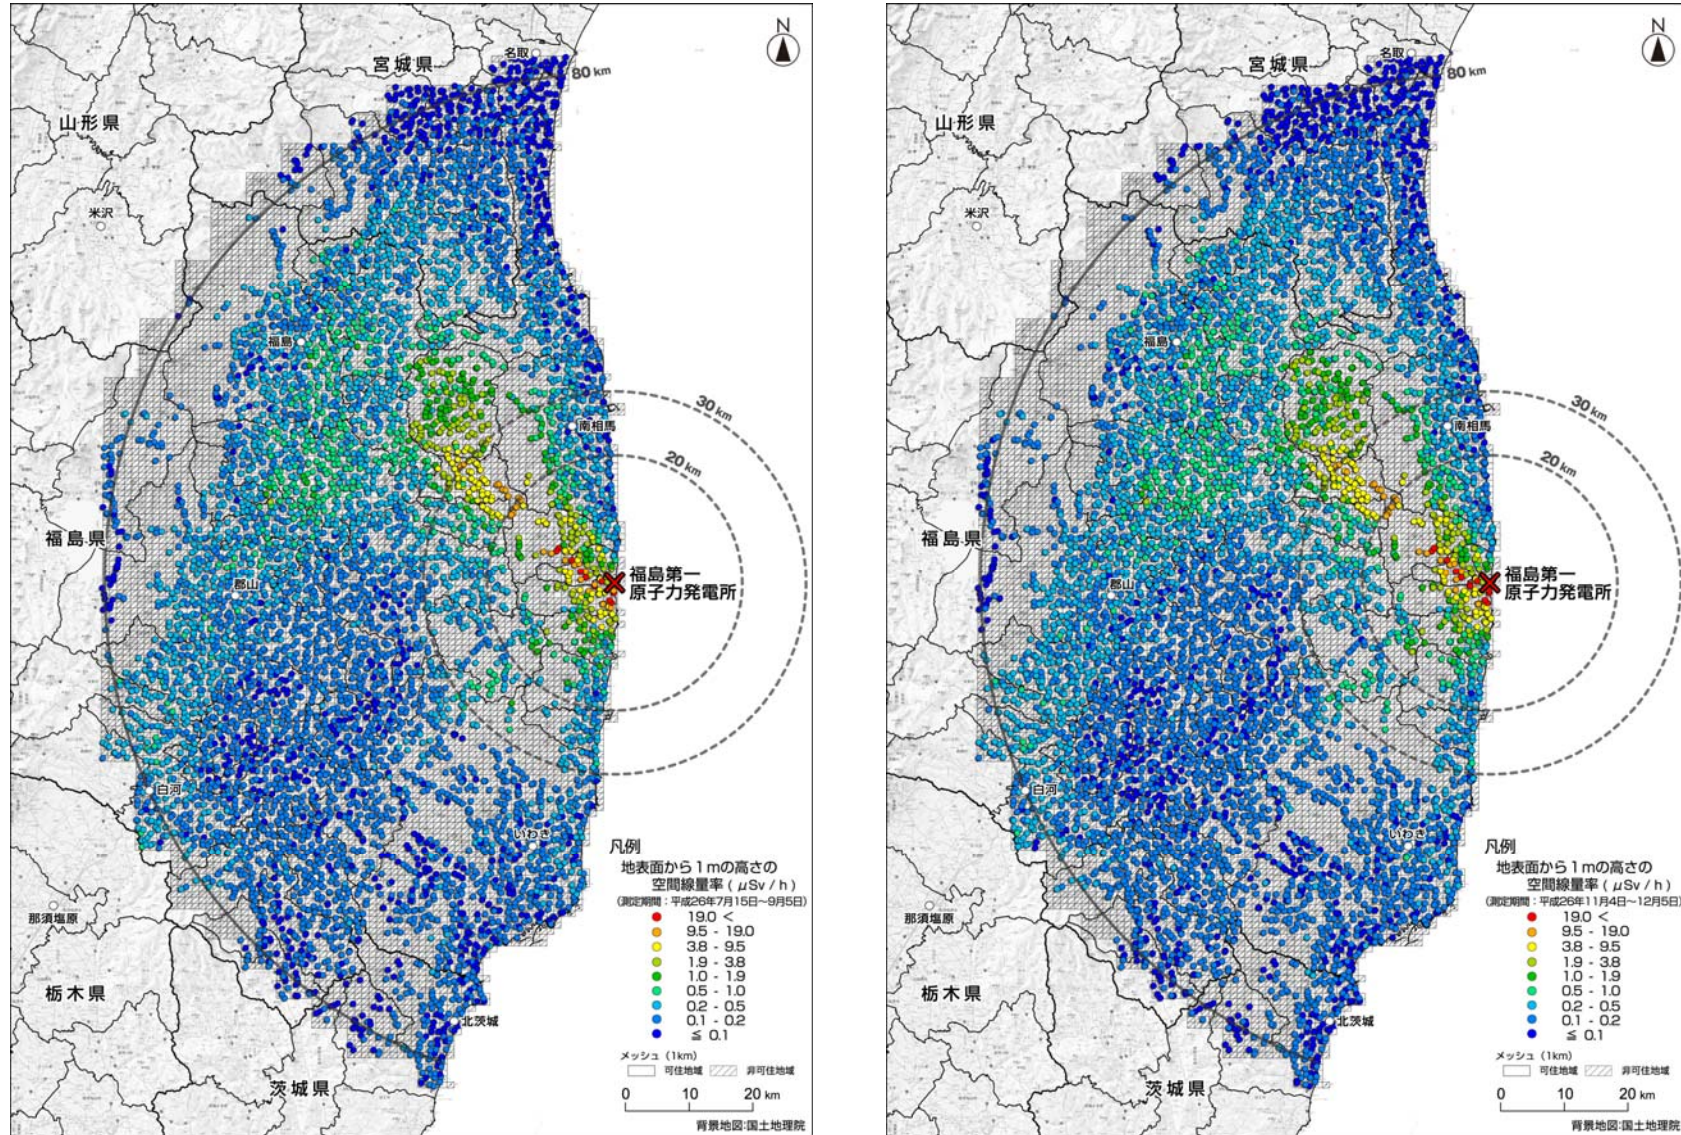 N
名取
宮城県
80 km
山形県
米沢
福島
30 km
南相馬
20 km
福島県
福島第一
原子力発電所
郡山
白河
いわき
凡例
地表面から1mの高さの
空間線量率 ( μSv / h )
(測定期間：平成26年7月15日～9月5日)
那須塩原
19.0 <
9.5 - 19.0
3.8 - 9.5
1.9 - 3.8
1.0 - 1.9
0.5 - 1.0
0.2 - 0.5
0.1 - 0.2
≦ 0.1
栃木県
北茨城
メッシュ (1km)
可住地域 非可住地域
茨城県
0 10 20 km
背景地図:国土地理院
N
名取
宮城県
80 km
山形県
米沢
福島
30 km
南相馬
20 km
福島県
福島第一
原子力発電所
郡山
白河
いわき
凡例
地表面から1mの高さの
空間線量率 ( μSv / h )
(測定期間：平成26年11月4日～12月5日)
那須塩原
19.0 <
9.5 - 19.0
3.8 - 9.5
1.9 - 3.8
1.0 - 1.9
0.5 - 1.0
0.2 - 0.5
0.1 - 0.2
≦ 0.1
栃木県
北茨城
メッシュ (1km)
可住地域 非可住地域
茨城県
0 10 20 km
背景地図:国土地理院